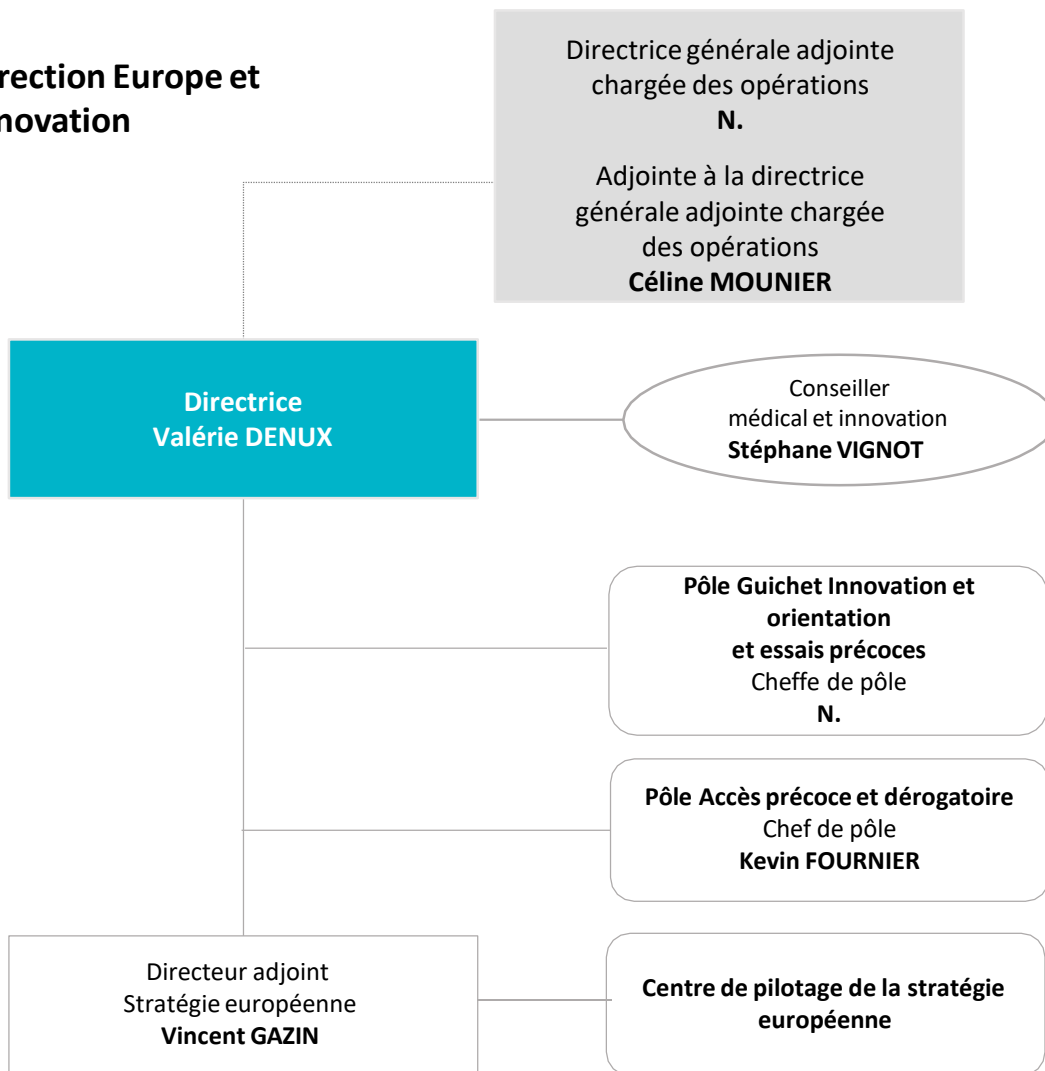 rection Europe et
novation
Directrice générale adjointe
chargée des opérations
N.
Adjointe à la directrice
générale adjointe chargée
des opérations
Céline MOUNIER
Directrice
Valérie DENUX
Conseiller
médical et innovation
Stéphane VIGNOT
Pôle Guichet Innovation et
orientation
et essais précoces
Cheffe de pôle
N.
Pôle Accès précoce et dérogatoire
Chef de pôle
Kevin FOURNIER
Directeur adjoint
Stratégie européenne
Vincent GAZIN
Centre de pilotage de la stratégie
européenne